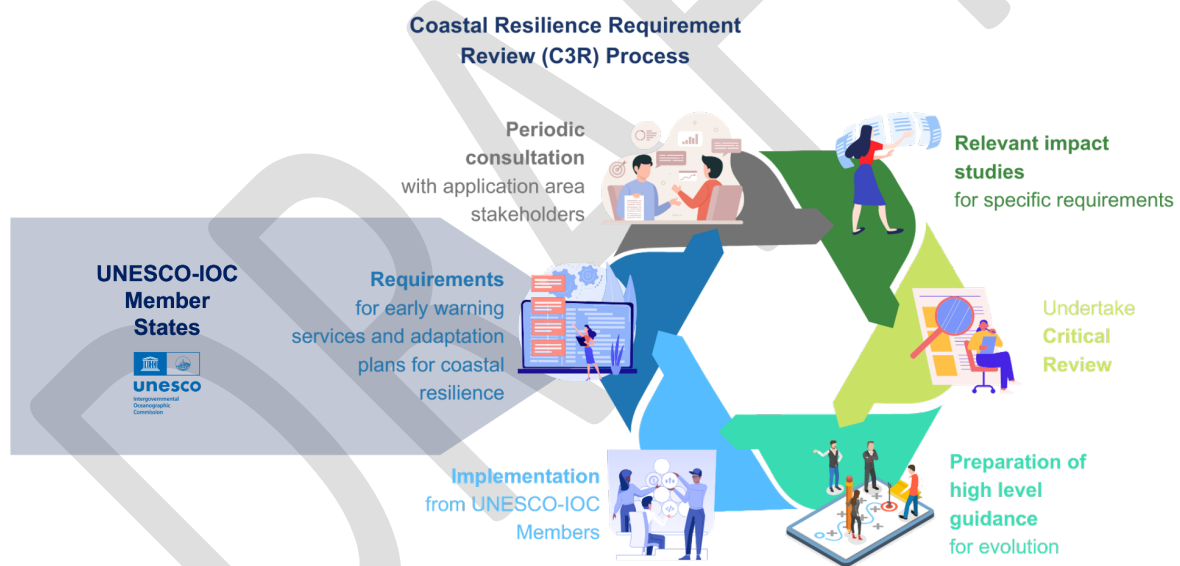 Coastal Resilience Requirement
Review (C3R) Process
Periodic
consultation
with application area
stakeholders
Relevant impact
studies
for specific requirements
UNESCO-IOC
Member
States
unesco
Intergovernmental
Oceanographic
Commission
Requirements
for early warning
services and adaptation
plans for coastal
resilience
Undertake
Critical
Review
Implementation
from UNESCO-IOC
Members
Preparation of
high level
guidance
for evolution
DRAFT